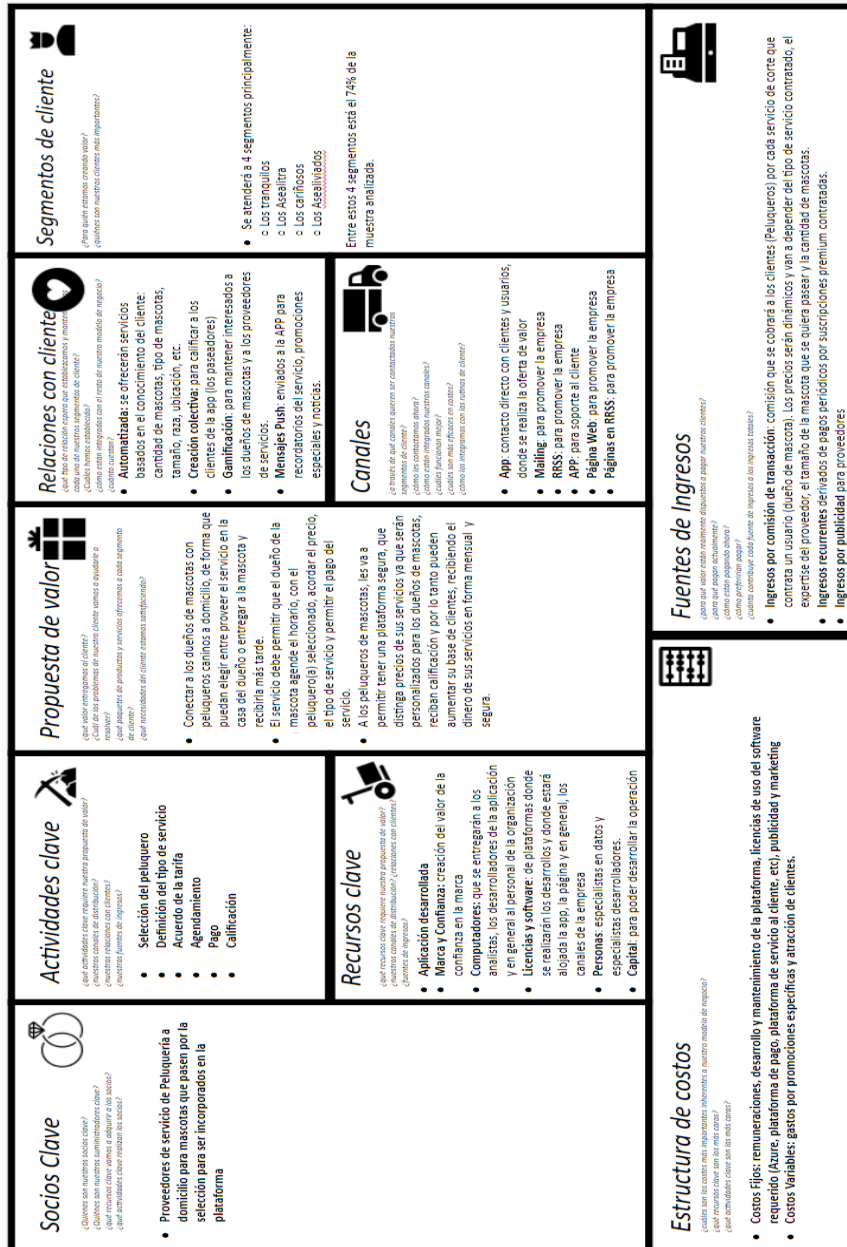 Socios Clave
¿Quiénes son nuestros socios clave?
¿Quiénes son nuestros suministradores clave?
¿qué recursos clave vamos a adquirir a los socios?
¿qué actividades clave realizan los socios?
• Proveedores de servicio de Peluquería a
domicilio para mascotas que pasen por la
selección para ser incorporados en la
plataforma
Actividades clave
¿qué actividades clave requiere nuestra propuesta de valor?
¿nuestros canales de distribución?
¿nuestras relaciones con clientes?
¿nuestras fuentes de ingresos?
• Selección del peluquero
• Definición del tipo de servicio
• Acuerdo de la tarifa
• Agendamiento
• Pago
• Calificación
Recursos clave
¿qué recursos clave requiere nuestra propuesta de valor?
¿nuestros canales de distribución? ¿relaciones con clientes?
¿fuentes de ingresos?
• Aplicación desarrollada
• Marca y Confianza: creación del valor de la
confianza en la marca
• Computadores: que se entregarán a los
analistas, los desarrolladores de la aplicación
y en general al personal de la organización
• Licencias y software: de plataformas donde
se realizarán los desarrollos y donde estará
alojada la app, la página y en general, los
canales de la empresa
• Personas: especialistas en datos y
especialistas desarrolladores.
• Capital: para poder desarrollar la operación
Propuesta de valor
¿qué valor entregamos al cliente?
¿Cuál de los problemas de nuestro cliente vamos a ayudarle a
resolver?
¿qué paquetes de productos y servicios ofrecemos a cada segmento
de cliente?
¿qué necesidades del cliente estamos satisfaciendo?
• Conectar a los dueños de mascotas con
peluqueros caninos a domicilio, de forma que
puedan elegir entre proveer el servicio en la
casa del dueño o entregar a la mascota y
recibirla más tarde.
• El servicio debe permitir que el dueño de la
mascota agende el horario, con el
peluquero(a) seleccionado, acordar el precio,
el tipo de servicio y permitir el pago del
servicio.
• A los peluqueros de mascotas, les va a
permitir tener una plataforma segura, que
distinga precios de sus servicios ya que serán
personalizados para los dueños de mascotas,
reciban calificación y por lo tanto pueden
aumentar su base de clientes, recibiendo el
dinero de sus servicios en forma mensual y
segura.
Relaciones con cliente
¿qué tipo de relación espera que establezcamos y mantengamos
cada uno de nuestros segmentos de cliente?
¿Cuáles hemos establecido?
¿cómo están integradas con el resto de nuestro modelo de negocio?
¿cuánto cuestan?
• Automatizada: se ofrecerán servicios
basados en el conocimiento del cliente:
cantidad de mascotas, tipo de mascotas,
tamaño, raza, ubicación, etc.
• Creación colectiva: para calificar a los
clientes de la app (los paseadores)
• Gamificación: para mantener interesados a
los dueños de mascotas y a los proveedores
de servicios.
• Mensajes Push: enviados a la APP para
recordatorios del servicio, promociones
especiales y noticias.
Canales
¿a través de qué canales quieren ser contactados nuestros
segmentos de cliente?
¿cómo les contactamos ahora?
¿cómo están integrados nuestros canales?
¿cuáles funcionan mejor?
¿cuáles son más eficaces en costes?
¿cómo las integramos con las rutinas de cliente?
• App: contacto directo con clientes y usuarios,
donde se realiza la oferta de valor
• Mailing: para promover la empresa
• RRSS: para promover la empresa
• APP: para soporte al cliente
• Página Web: para promover la empresa
• Páginas en RRSS: para promover la empresa
Segmentos de cliente
¿Para quién estamos creando valor?
¿quiénes son nuestros clientes más importantes?
• Se atenderá a 4 segmentos principalmente:
o Los tranquilos
o Los Asealitra
o Los cariñosos
o Los Asealiviados
Entre estos 4 segmentos está el 74% de la
muestra analizada.
Estructura de costos
¿cuáles son los costes más importantes inherentes a nuestro modelo de negocio?
¿qué recursos clave son los más caros?
¿qué actividades clave son las más caras?
• Costos Fijos: remuneraciones, desarrollo y mantenimiento de la plataforma, licencias de uso del software
requerido (Azure, plataforma de pago, plataforma de servicio al cliente, etc), publicidad y marketing
• Costos Variables: gastos por promociones específicas y atracción de clientes.
Fuentes de Ingresos
¿para qué valor están realmente dispuestos a pagar nuestros clientes?
¿para qué pagan actualmente?
¿cómo están pagando ahora?
¿cómo preferirían pagar?
¿cuánto contribuye cada fuente de ingresos a los ingresos totales?
• Ingresos por comisión de transacción: comisión que se cobrará a los clientes (Peluqueros) por cada servicio de corte que
contrata un usuario (dueño de mascota). Los precios serán dinámicos y van a depender del tipo de servicio contratado, el
expertise del proveedor, el tamaño de la mascota que se quiera pasear y la cantidad de mascotas.
• Ingresos recurrentes derivados de pagos periódicos por suscripciones premium contratadas.
• Ingresos por publicidad para proveedores